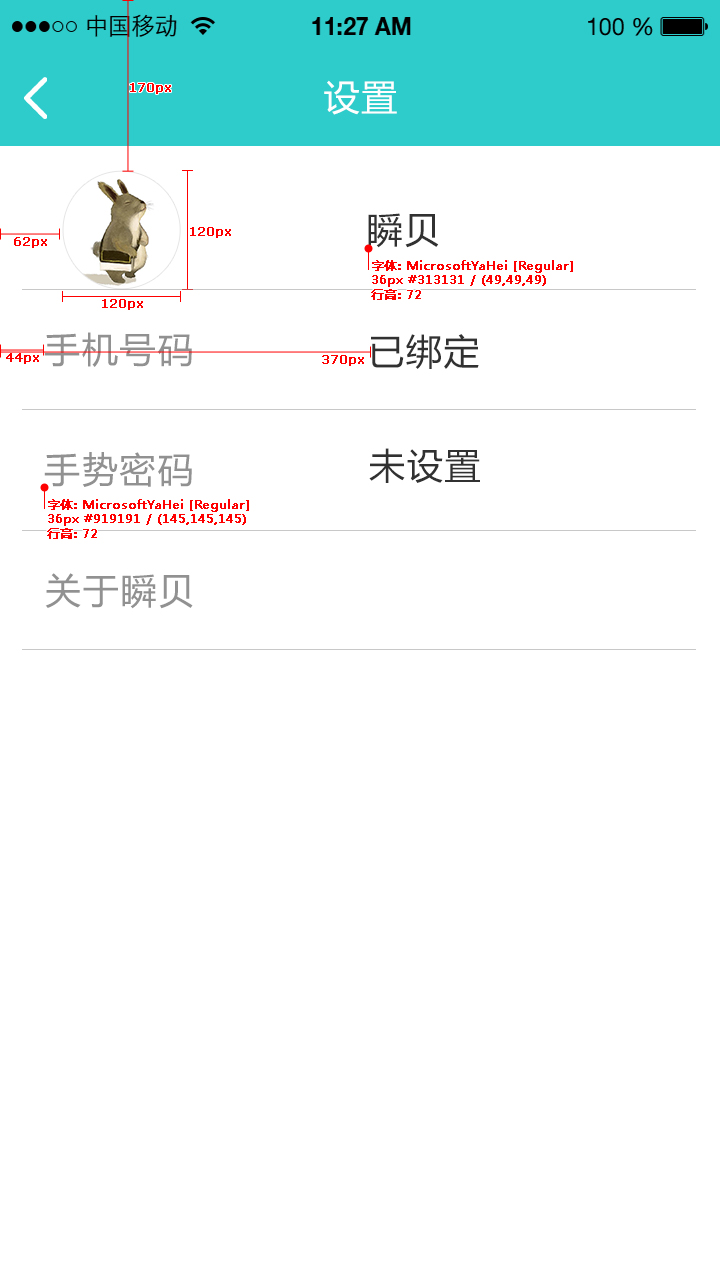 中国移动 11:27 AM 100 %
170px
设置
62px
120px
瞬贝
字体: MicrosoftYaHei [Regular]
36px #313131 / (49,49,49)
行高: 72
120px
44px 手机号码 370px 已绑定
手势密码 未设置
字体: MicrosoftYaHei [Regular]
36px #919191 / (145,145,145)
行高: 72
关于瞬贝